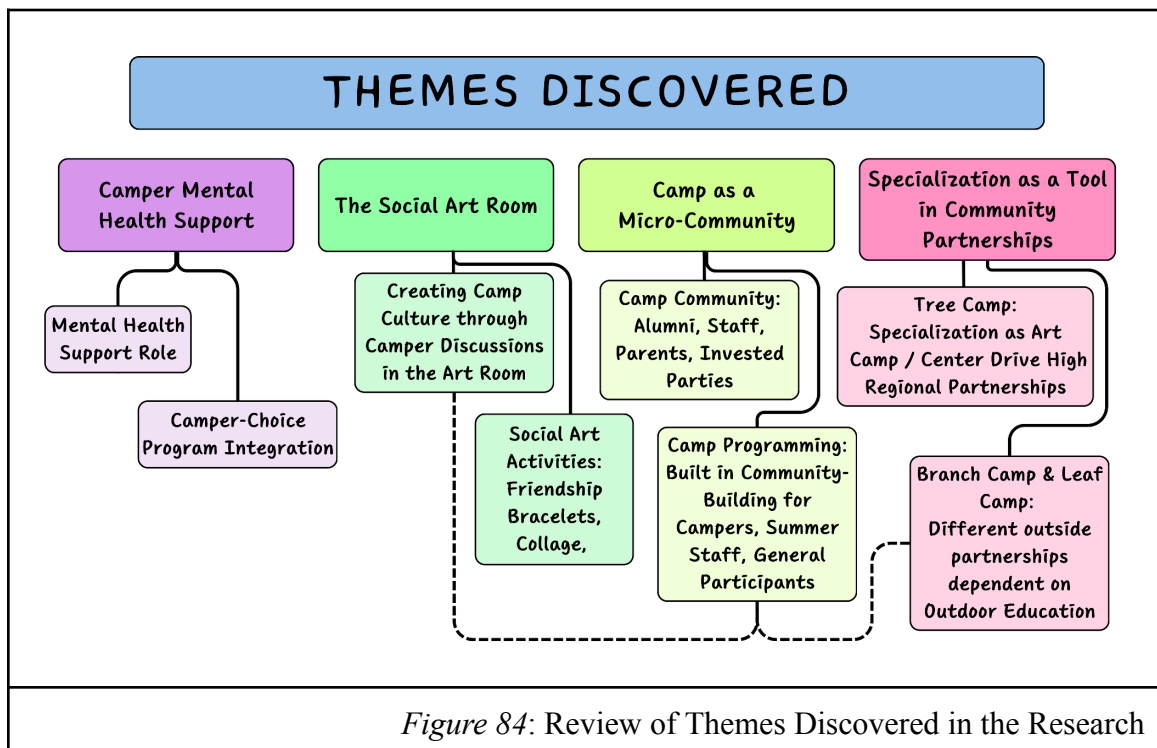 THEMES DISCOVERED
Camper Mental
Health Support
Mental Health
Support Role
Camper-Choice
Program Integration
The Social Art Room
Creating Camp
Culture through
Camper Discussions
in the Art Room
Social Art
Activities:
Friendship
Bracelets,
Collage,
Camp as a
Micro-Community
Camp Community:
Alumni, Staff,
Parents, Invested
Parties
Camp Programming:
Built in Community-
Building for
Campers, Summer
Staff, General
Participants
Specialization as a Tool
in Community
Partnerships
Tree Camp:
Specialization as Art
Camp / Center Drive High
Regional Partnerships
Branch Camp & Leaf
Camp:
Different outside
partnerships
dependent on
Outdoor Education
Figure 84: Review of Themes Discovered in the Research